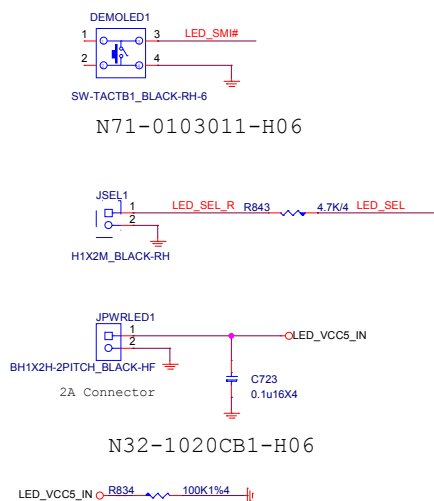 DEMOLED1
1 3 LED_SMI#
2 4
SW-TACTB1_BLACK-RH-6
N71-0103011-H06
JSEL1
1 LED_SEL_R R843 4.7K/4 LED_SEL
2
H1X2M_BLACK-RH
JPWRLED1
1 LED_VCC5_IN
2
BH1X2H-2PITCH_BLACK-HF
2A Connector
C723
0.1u16X4
N32-1020CB1-H06
LED_VCC5_IN R834 100K1%4